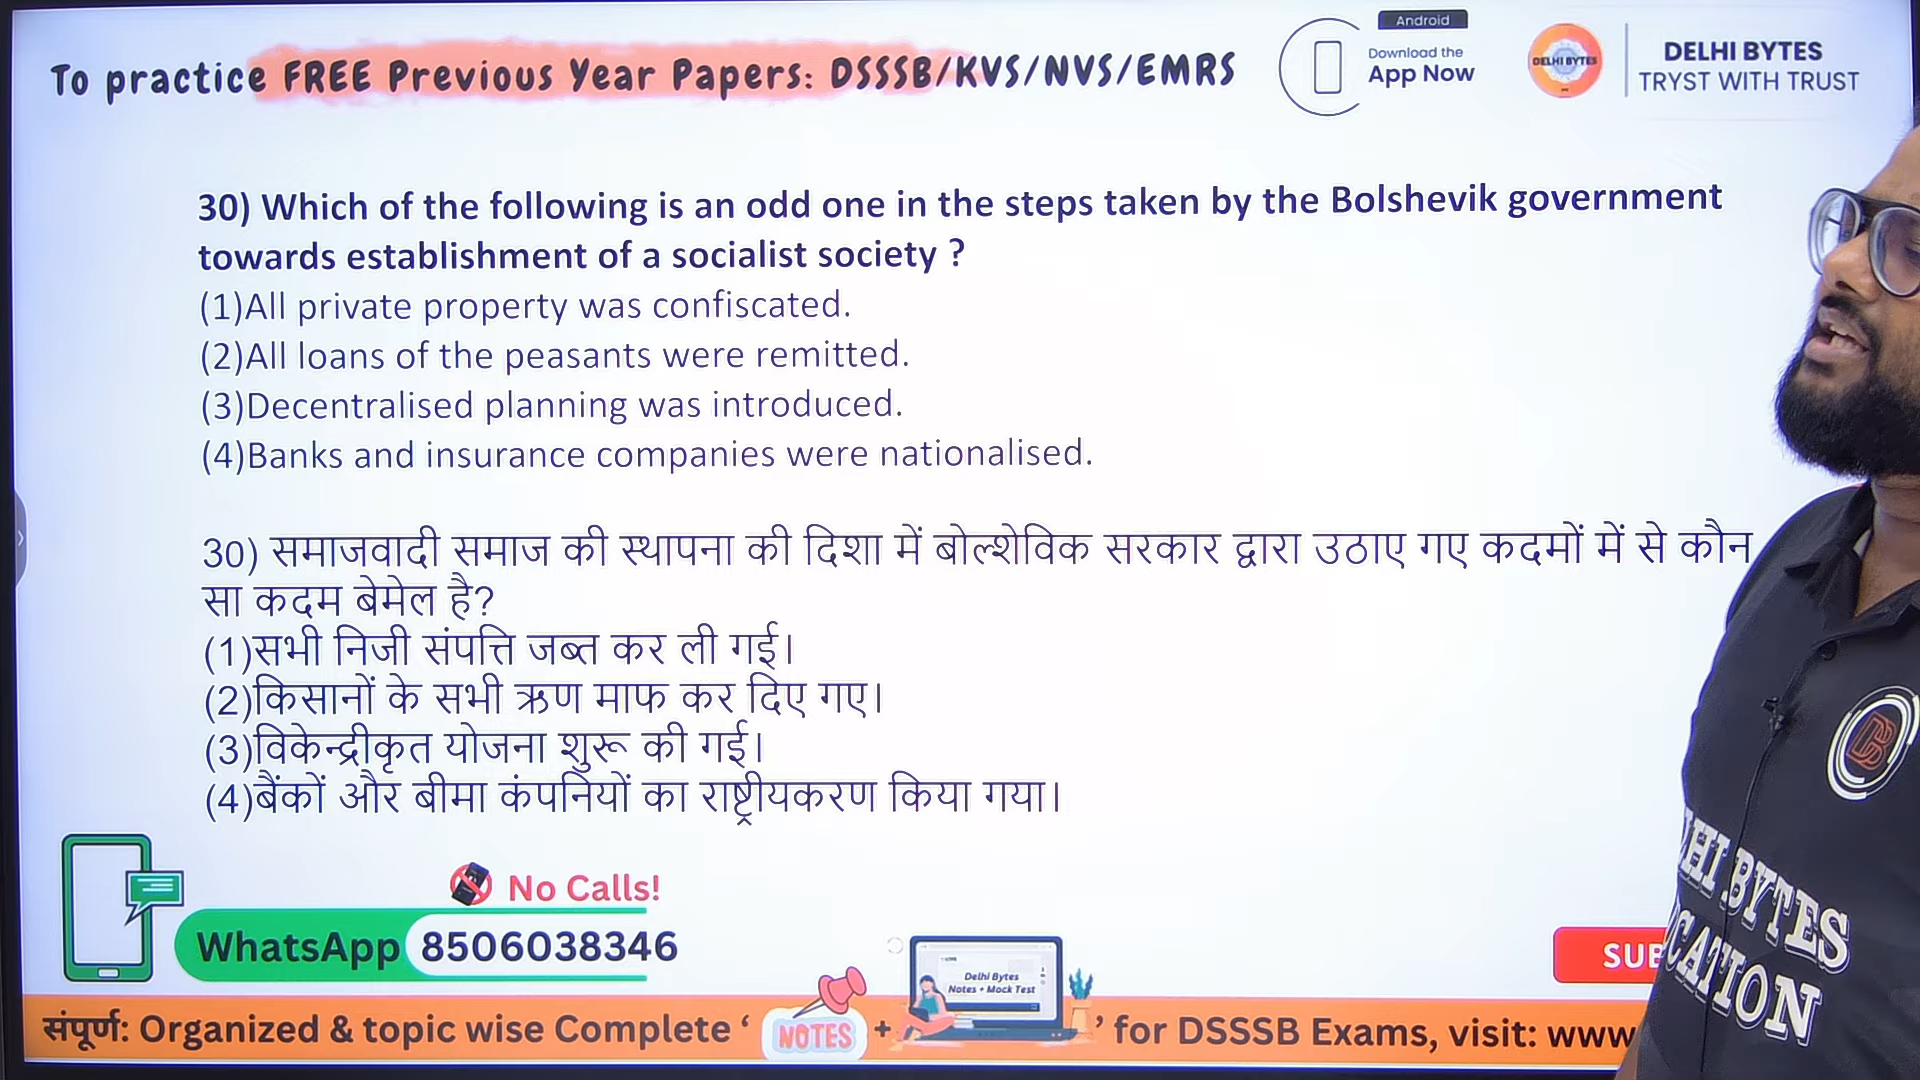 To practice FREE Previous Year Papers: DSSSB/KVS/NVS/EMRS
Android
Download the
App Now
DELHI BYTES
DELHI BYTES
TRYST WITH TRUST
30) Which of the following is an odd one in the steps taken by the Bolshevik government
towards establishment of a socialist society ?
(1)All private property was confiscated.
(2)All loans of the peasants were remitted.
(3)Decentralised planning was introduced.
(4)Banks and insurance companies were nationalised.
30) समाजवादी समाज की स्थापना की दिशा में बोल्शेविक सरकार द्वारा उठाए गए कदमों में से कौन
सा कदम बेमेल है?
(1)सभी निजी संपत्ति जब्त कर ली गई।
(2)किसानों के सभी ऋण माफ कर दिए गए।
(3)विकेन्द्रीकृत योजना शुरू की गई।
(4)बैंकों और बीमा कंपनियों का राष्ट्रीयकरण किया गया।
No Calls!
WhatsApp 8506038346
SUB
Delhi Bytes
Notes + Mock Test
संपूर्ण: Organized & topic wise Complete ‘ NOTES + ’ for DSSSB Exams, visit: www
HI BYTES
CATION